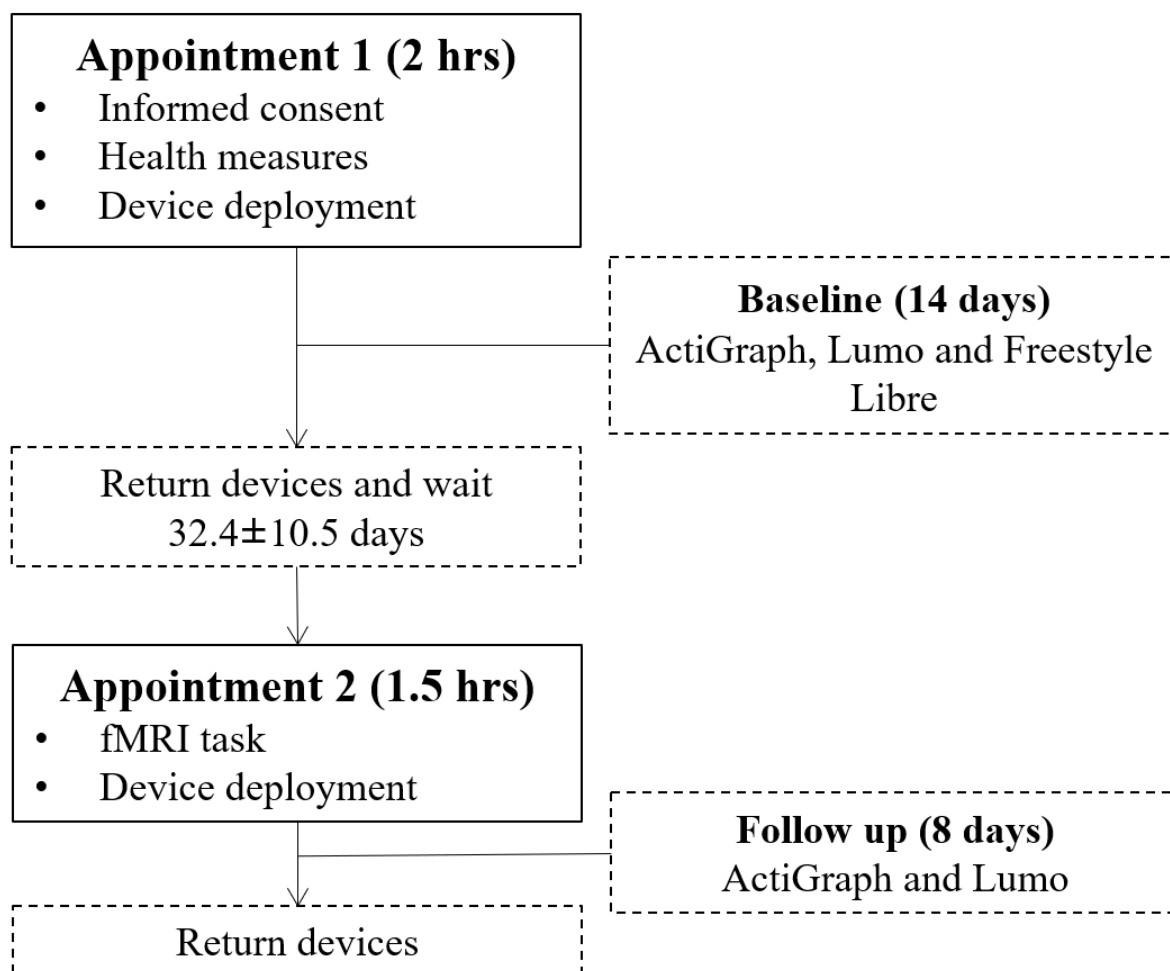 Appointment 1 (2 hrs)
• Informed consent
• Health measures
• Device deployment
Baseline (14 days)
ActiGraph, Lumo and Freestyle
Libre
Return devices and wait
32.4±10.5 days
Appointment 2 (1.5 hrs)
• fMRI task
• Device deployment
Follow up (8 days)
ActiGraph and Lumo
Return devices